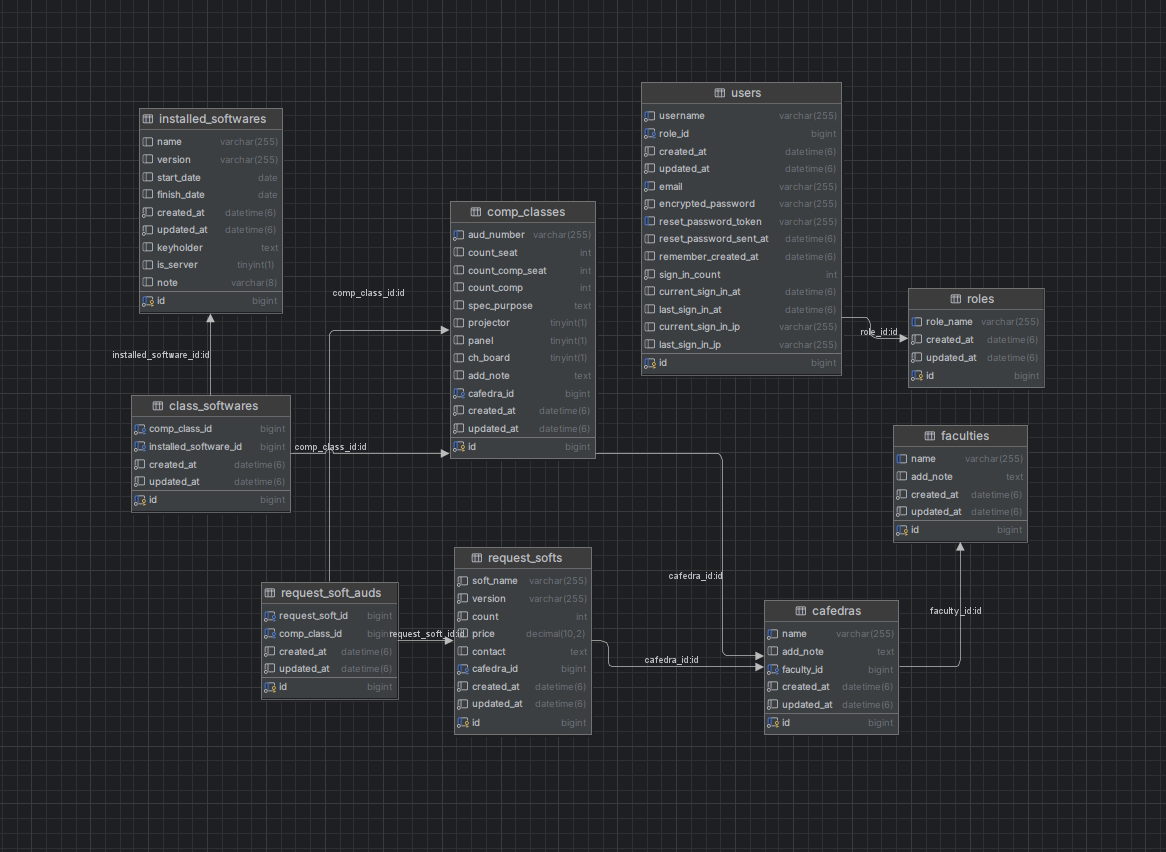 users
username varchar(255)
role_id bigint
created_at datetime(6)
updated_at datetime(6)
email varchar(255)
encrypted_password varchar(255)
reset_password_token varchar(255)
reset_password_sent_at datetime(6)
remember_created_at datetime(6)
sign_in_count int
current_sign_in_at datetime(6)
last_sign_in_at datetime(6)
current_sign_in_ip varchar(255)
last_sign_in_ip varchar(255)
id bigint
installed_softwares
name varchar(255)
version varchar(255)
start_date date
finish_date date
created_at datetime(6)
updated_at datetime(6)
keyholder text
is_server tinyint(1)
note varchar(8)
id bigint
comp_classes
aud_number varchar(255)
count_seat int
count_comp_seat int
count_comp int
spec_purpose text
projector tinyint(1)
panel tinyint(1)
ch_board tinyint(1)
add_note text
cafedra_id bigint
created_at datetime(6)
updated_at datetime(6)
id bigint
comp_class_id:id
roles
role_name varchar(255)
created_at datetime(6)
updated_at datetime(6)
id bigint
role_id:id
installed_software_id:id
class_softwares
comp_class_id bigint
installed_software_id bigint
created_at datetime(6)
updated_at datetime(6)
id bigint
comp_class_id:id
faculties
name varchar(255)
add_note text
created_at datetime(6)
updated_at datetime(6)
id bigint
request_softs
soft_name varchar(255)
version varchar(255)
count int
price decimal(10,2)
contact text
cafedra_id bigint
created_at datetime(6)
updated_at datetime(6)
id bigint
cafedra_id:id
request_soft_auds
request_soft_id bigint
comp_class_id bigint
created_at datetime(6)
updated_at datetime(6)
id bigint
request_soft_id:id
cafedra_id:id
cafedras
name varchar(255)
add_note text
faculty_id bigint
created_at datetime(6)
updated_at datetime(6)
id bigint
faculty_id:id